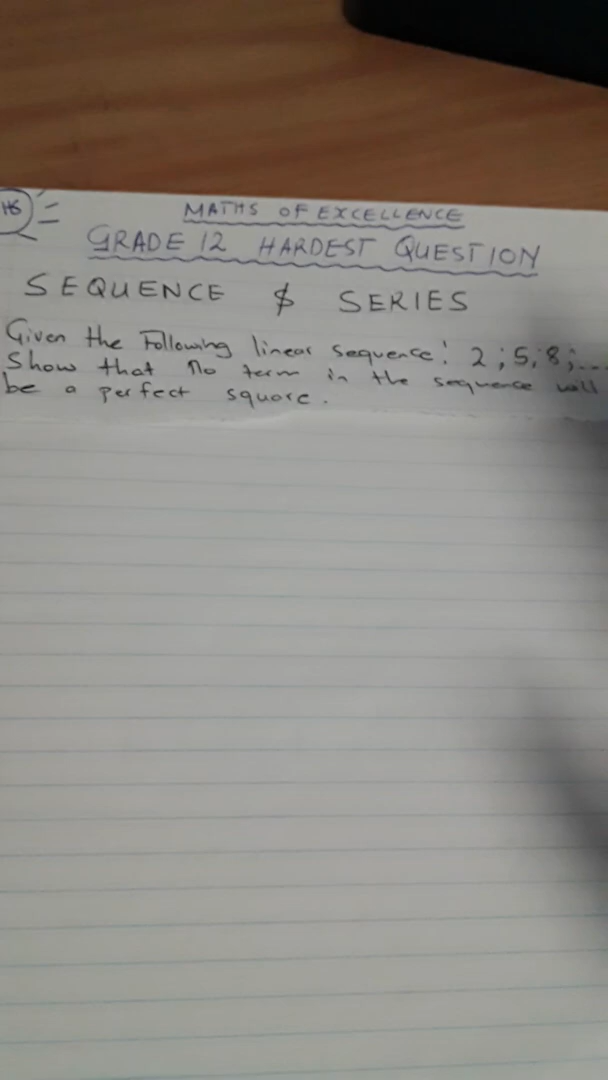 MATHS OF EXCELLENCE
GRADE 12 HARDEST QUESTION
SEQUENCE & SERIES
Given the Following linear sequence: 2; 5; 8; ...
Show that no term in the sequence will
be a perfect square.